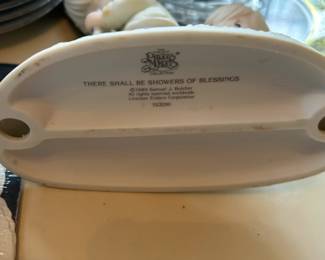 Precious
Moments
THERE SHALL BE SHOWERS OF BLESSINGS
©1989 Samuel J. Butcher
All rights reserved worldwide
Licensee Enesco Corporation